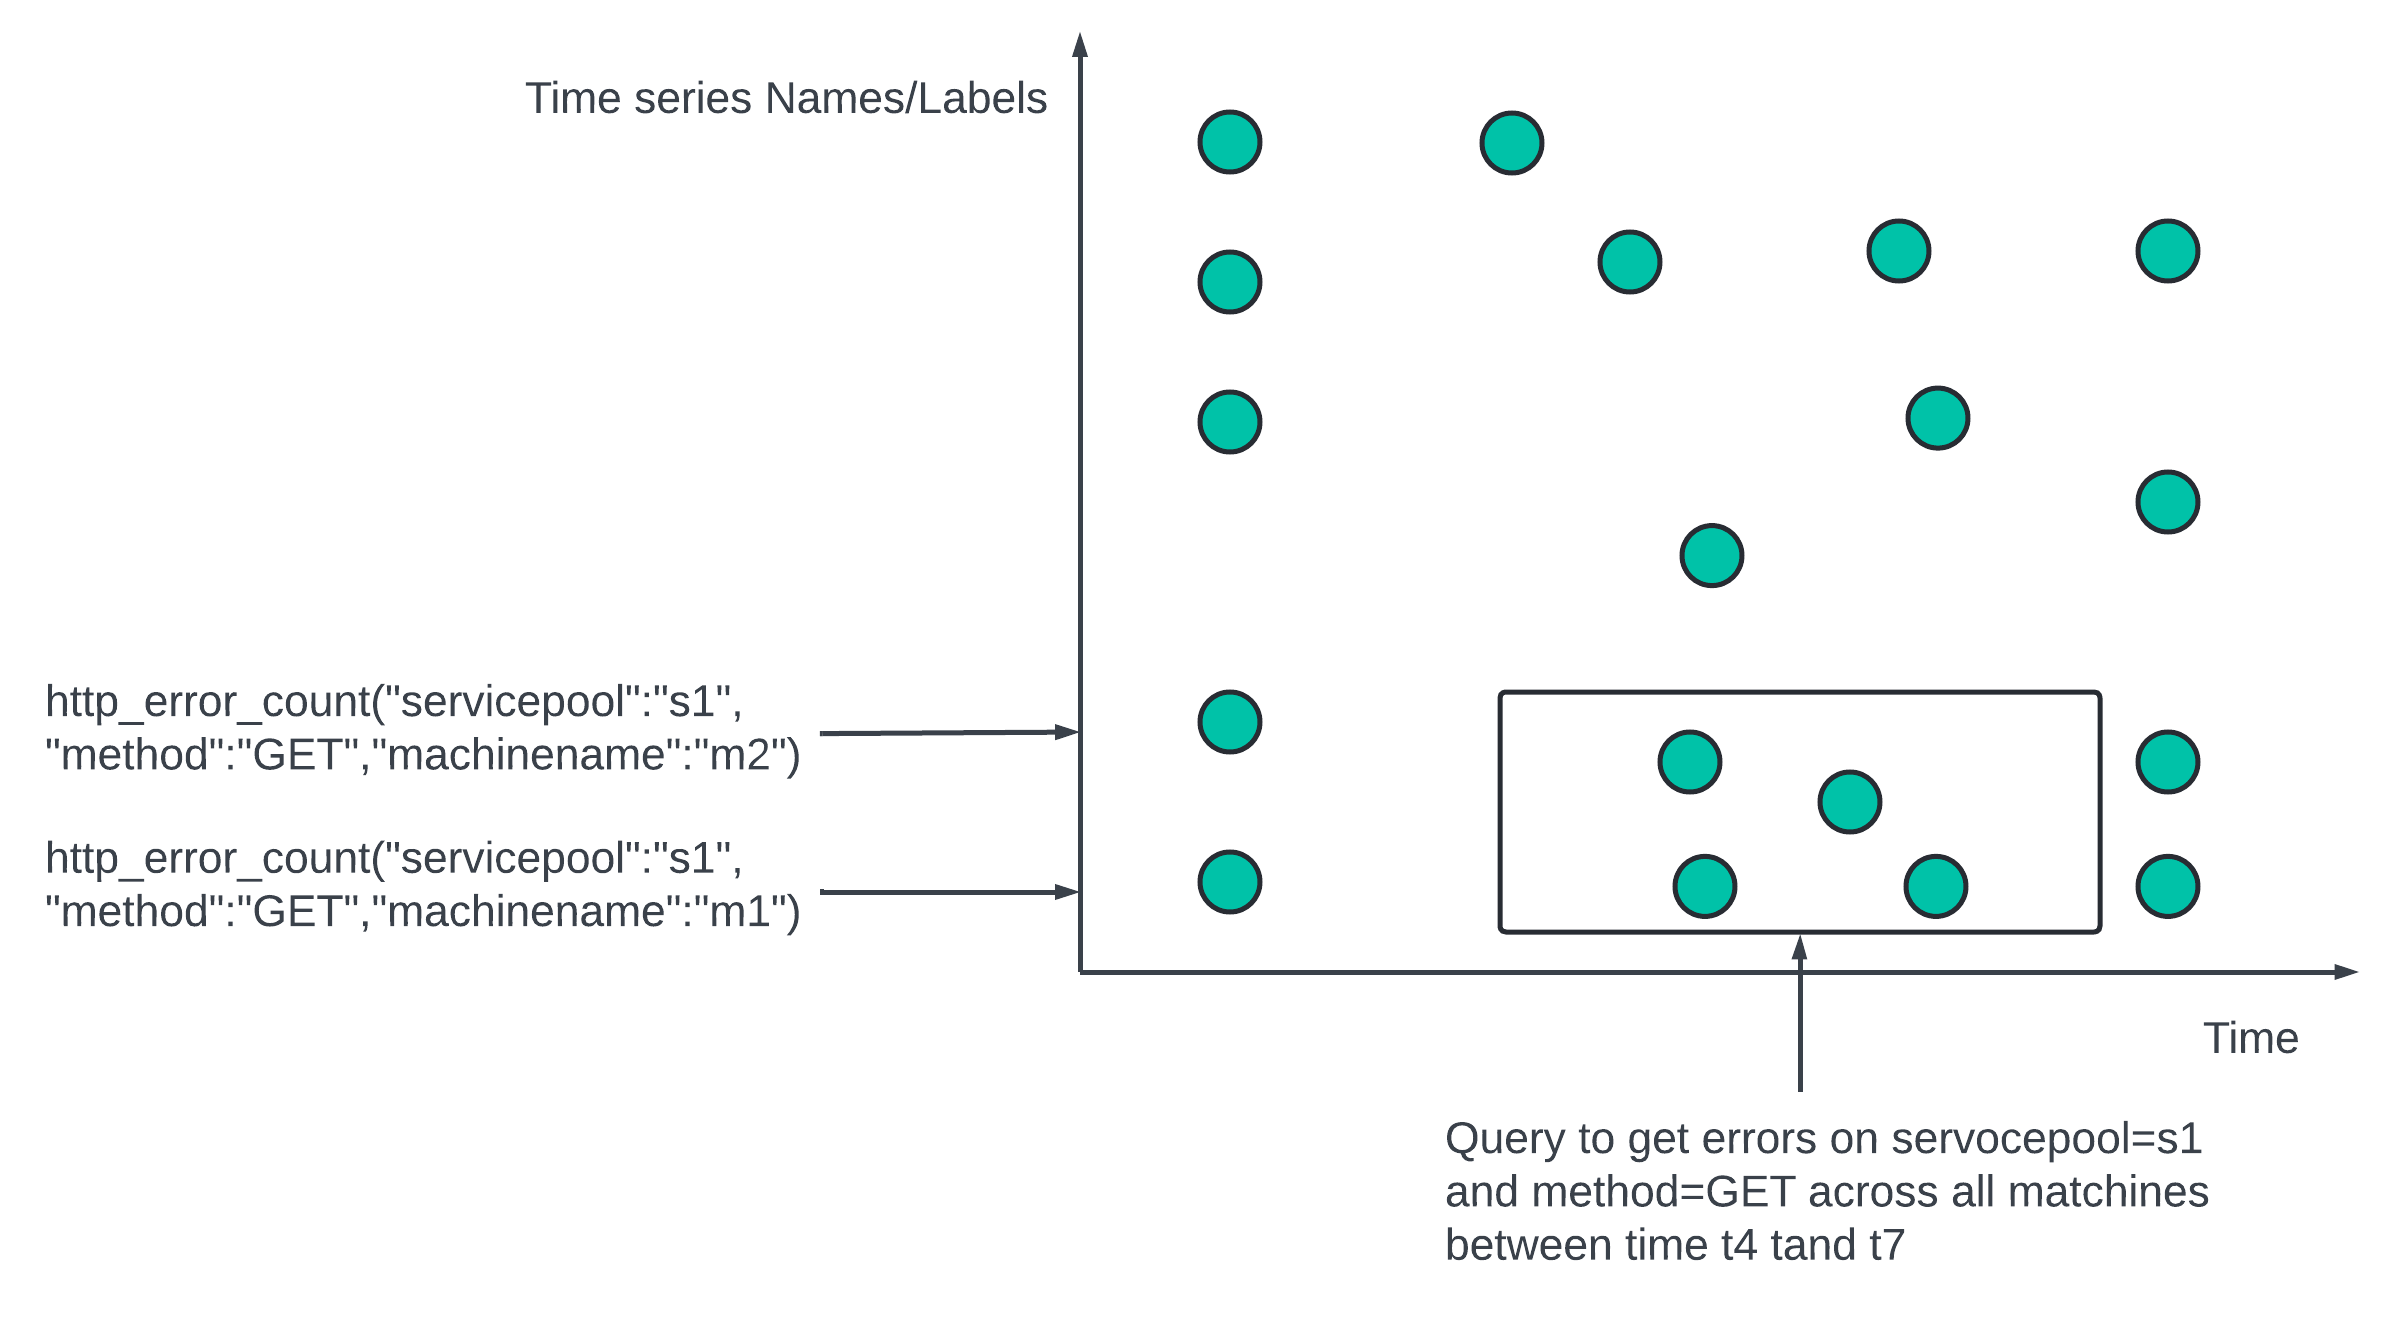 Time series Names/Labels
http_error_count("servicepool":"s1",
"method":"GET","machinename":"m2")
http_error_count("servicepool":"s1",
"method":"GET","machinename":"m1")
Time
Query to get errors on servocepool=s1
and method=GET across all matchines
between time t4 tand t7